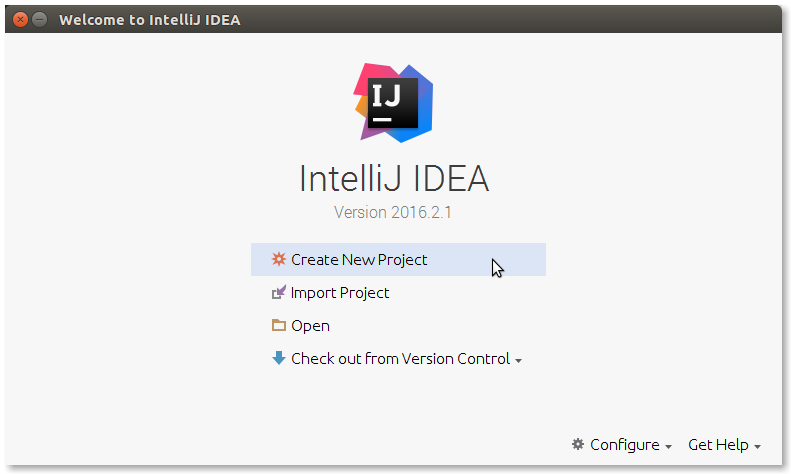 Welcome to IntelliJ IDEA
IJ
IntelliJ IDEA
Version 2016.2.1
Create New Project
Import Project
Open
Check out from Version Control
Configure Get Help